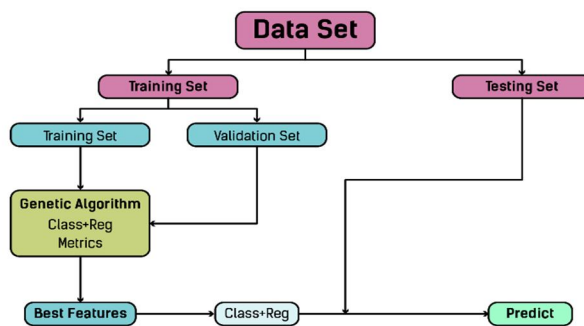 Data Set
Training Set
Testing Set
Training Set
Validation Set
Genetic Algorithm
Class+Reg
Metrics
Best Features
Class+Reg
Predict